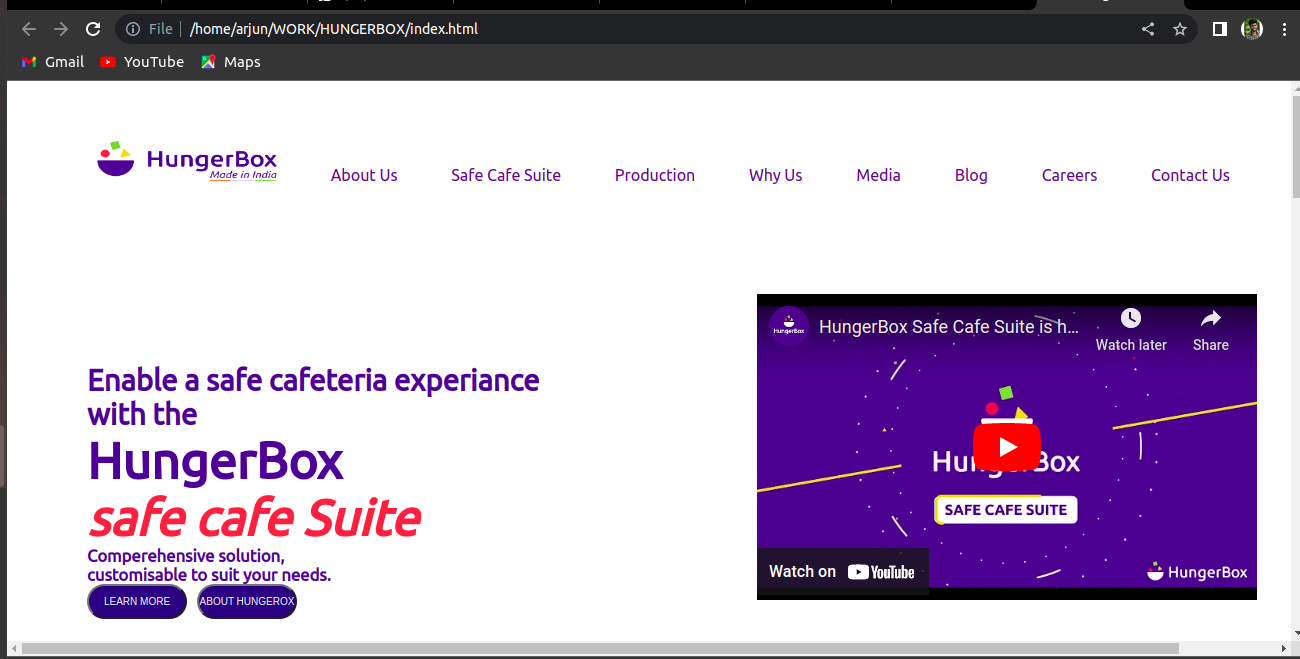 File | /home/arjun/WORK/HUNGERBOX/index.html
Gmail YouTube Maps
HungerBox
Made in India
About Us Safe Cafe Suite Production Why Us Media Blog Careers Contact Us
HungerBox HungerBox Safe Cafe Suite is h...
Watch later Share
Enable a safe cafeteria experiance
with the
HungerBox
safe cafe Suite
Comperehensive solution,
customisable to suit your needs.
LEARN MORE ABOUT HUNGEROX
HungerBox
SAFE CAFE SUITE
Watch on YouTube
HungerBox